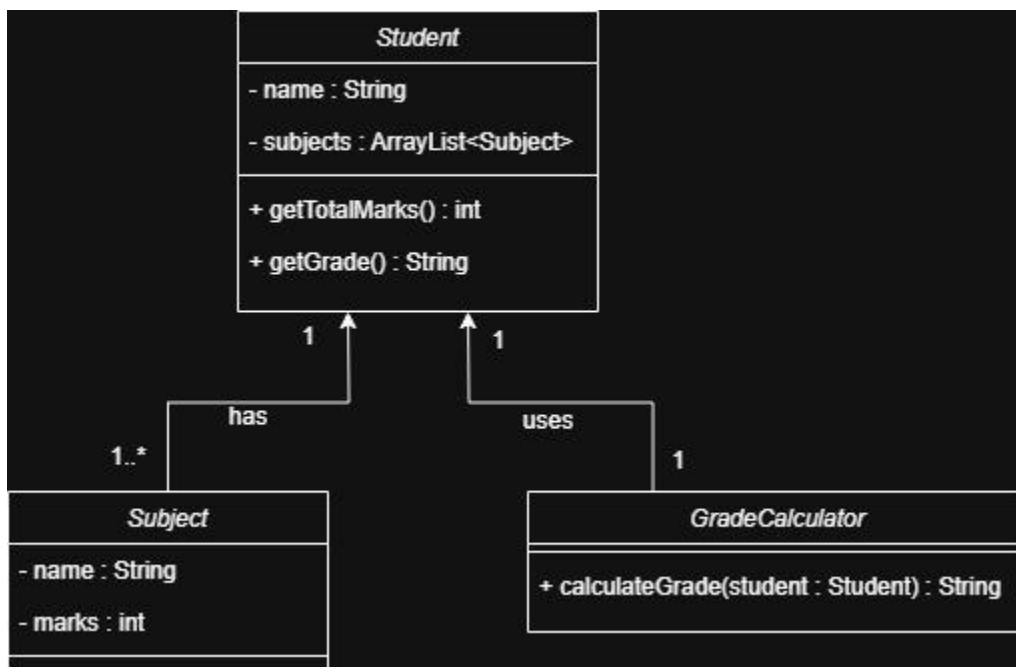 Student
- name : String
- subjects : ArrayList<Subject>
+ getTotalMarks() : int
+ getGrade() : String
1
1
has
uses
1..*
1
Subject
- name : String
- marks : int
GradeCalculator
+ calculateGrade(student : Student) : String